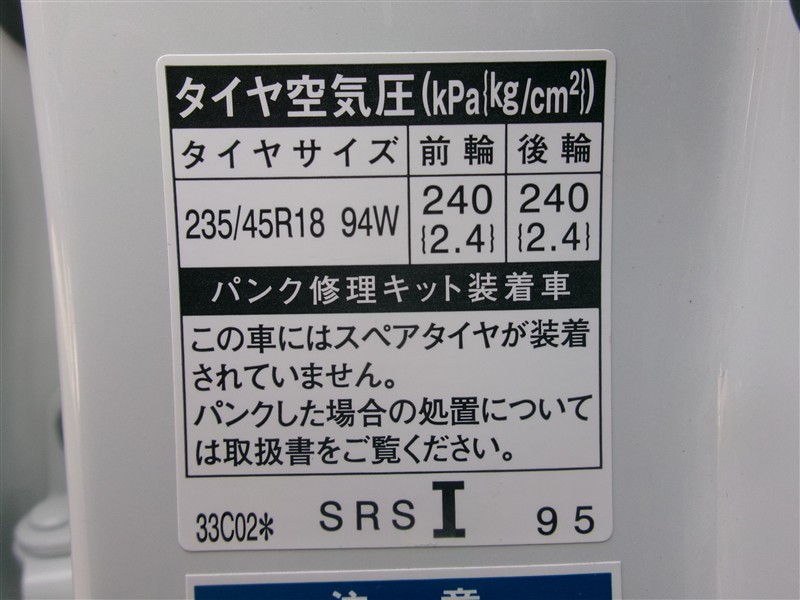 タイヤ空気圧(kPa{kg/cm²})
タイヤサイズ 前輪 後輪
235/45R18 94W 240 {2.4} 240 {2.4}
パンク修理キット装着車
この車にはスペアタイヤが装着
されていません。
パンクした場合の処置について
は取扱書をご覧ください。
33C02* SRS I 95
注意